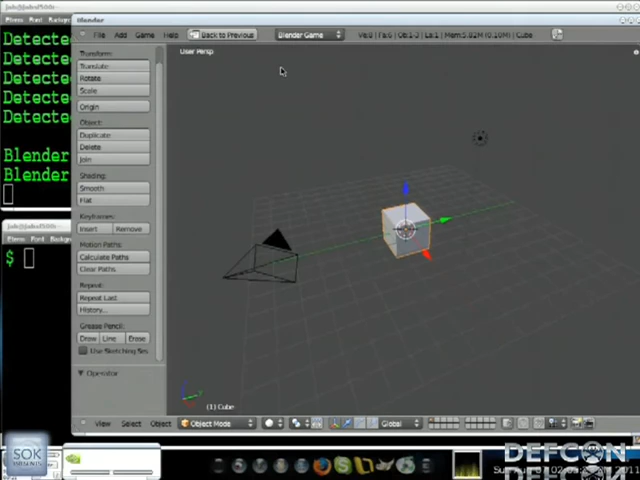 Blender
File Add Game Help Back to Previous Blender Game
Detecte
Detecte
Detecte
Detecte
Detecte
Blender
Blender
$
User Persp
Transform:
Translate
Rotate
Scale
Origin
Object:
Duplicate
Delete
Join
Shading:
Smooth
Flat
Keyframes:
Insert Remove
Motion Paths:
Calculate Paths
Clear Paths
Repeat:
Repeat Last
History...
Grease Pencil:
Draw Line Erase
Operator
(1) Cube
View Select Object Object Mode Global
SOK
DEFCON
2011